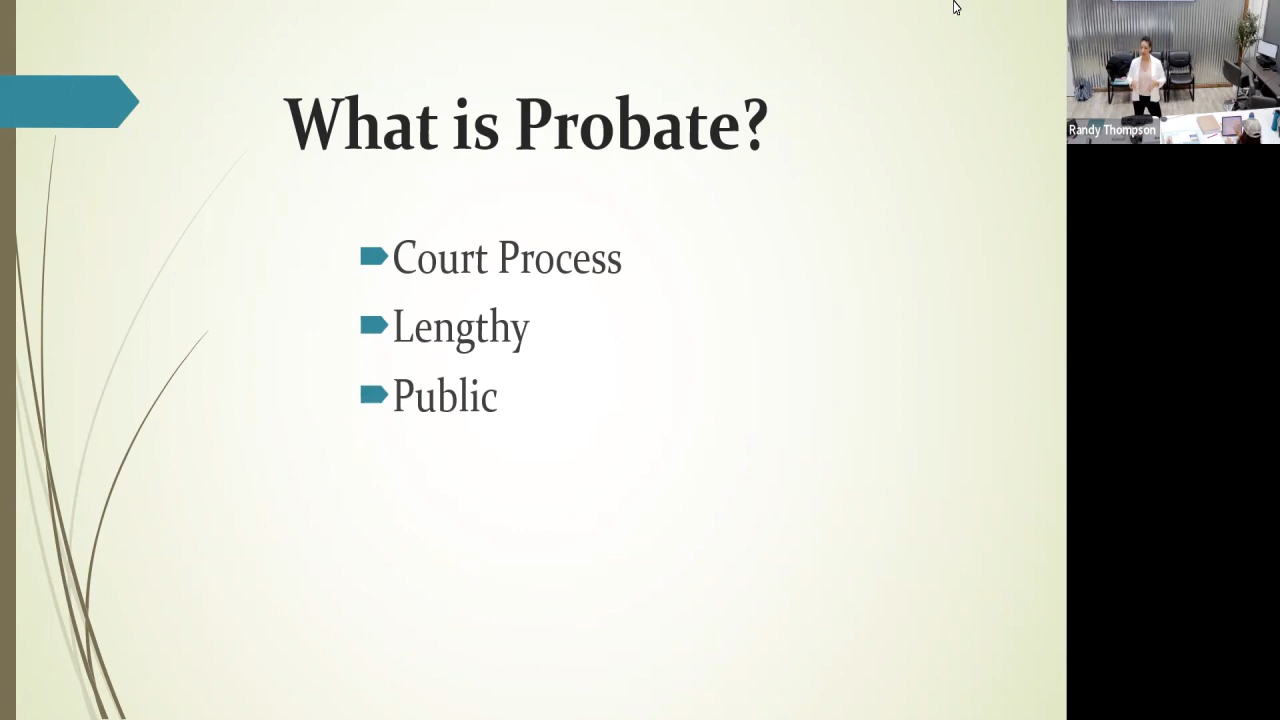 What is Probate?
Court Process
Lengthy
Public
Randy Thompson